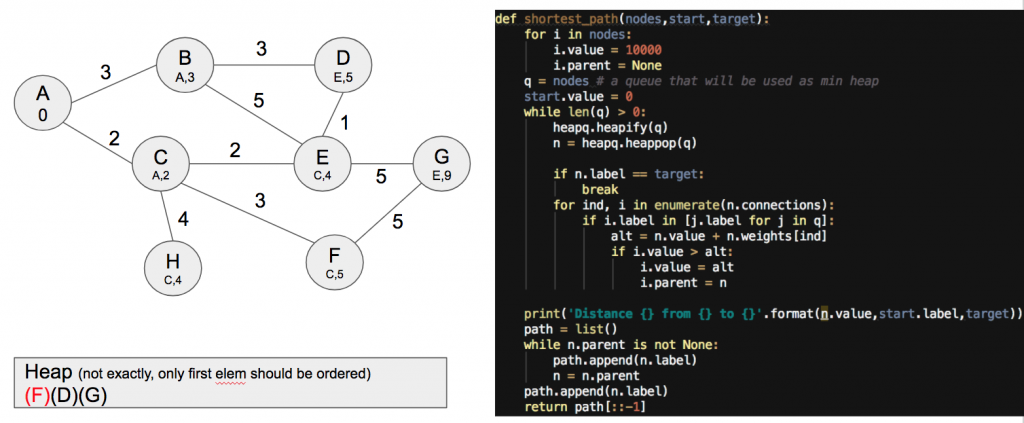 A
0
3
B
A,3
3
D
E,5
5
1
2
C
A,2
2
E
C,4
5
G
E,9
4
3
5
H
C,4
F
C,5
Heap (not exactly, only first elem should be ordered)
(F)(D)(G)
def shortest_path(nodes,start,target):
    for i in nodes:
        i.value = 10000
        i.parent = None
    q = nodes # a queue that will be used as min heap
    start.value = 0
    while len(q) > 0:
        heapq.heapify(q)
        n = heapq.heappop(q)

        if n.label == target:
            break
        for ind, i in enumerate(n.connections):
            if i.label in [j.label for j in q]:
                alt = n.value + n.weights[ind]
                if i.value > alt:
                    i.value = alt
                    i.parent = n

    print('Distance {} from {} to {}'.format(n.value,start.label,target))
    path = list()
    while n.parent is not None:
        path.append(n.label)
        n = n.parent
    path.append(n.label)
    return path[::-1]